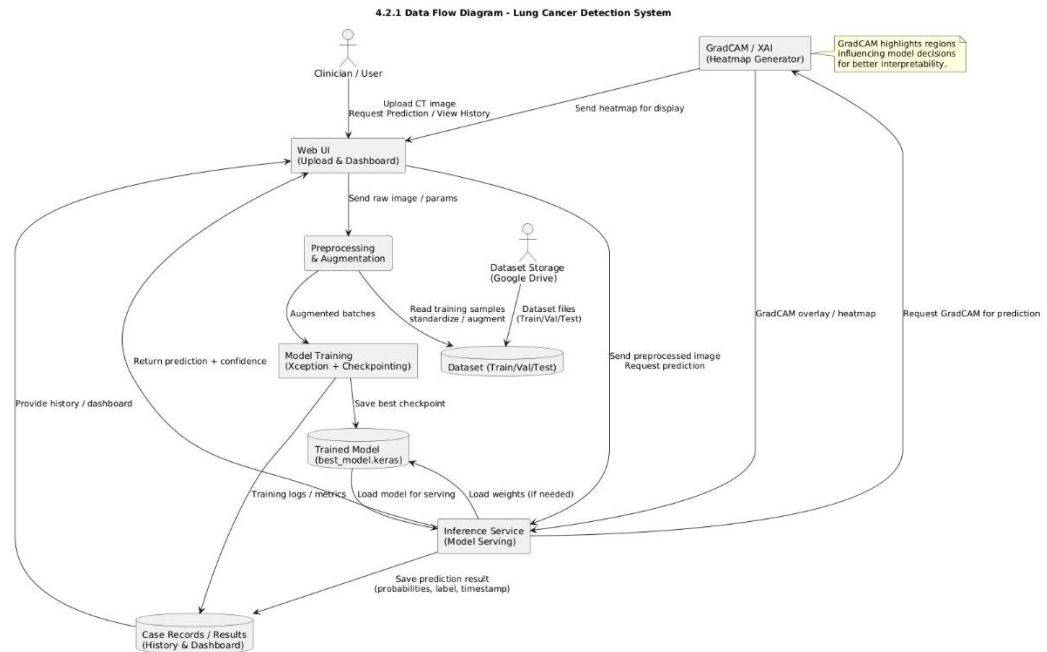 4.2.1 Data Flow Diagram - Lung Cancer Detection System
Clinician / User
GradCAM / XAI
(Heatmap Generator)
GradCAM highlights regions
influencing model decisions
for better interpretability.
Upload CT image
Request Prediction / View History
Send heatmap for display
Web UI
(Upload & Dashboard)
Send raw image / params
Preprocessing
& Augmentation
Dataset Storage
(Google Drive)
Augmented batches
Read training samples
standardize / augment
Dataset files
(Train/Val/Test)
GradCAM overlay / heatmap
Request GradCAM for prediction
Model Training
(Xception + Checkpointing)
Dataset (Train/Val/Test)
Return prediction + confidence
Send preprocessed image
Request prediction
Provide history / dashboard
Save best checkpoint
Trained Model
(best_model.keras)
Training logs / metrics
Load model for serving
Load weights (if needed)
Inference Service
(Model Serving)
Save prediction result
(probabilities, label, timestamp)
Case Records / Results
(History & Dashboard)